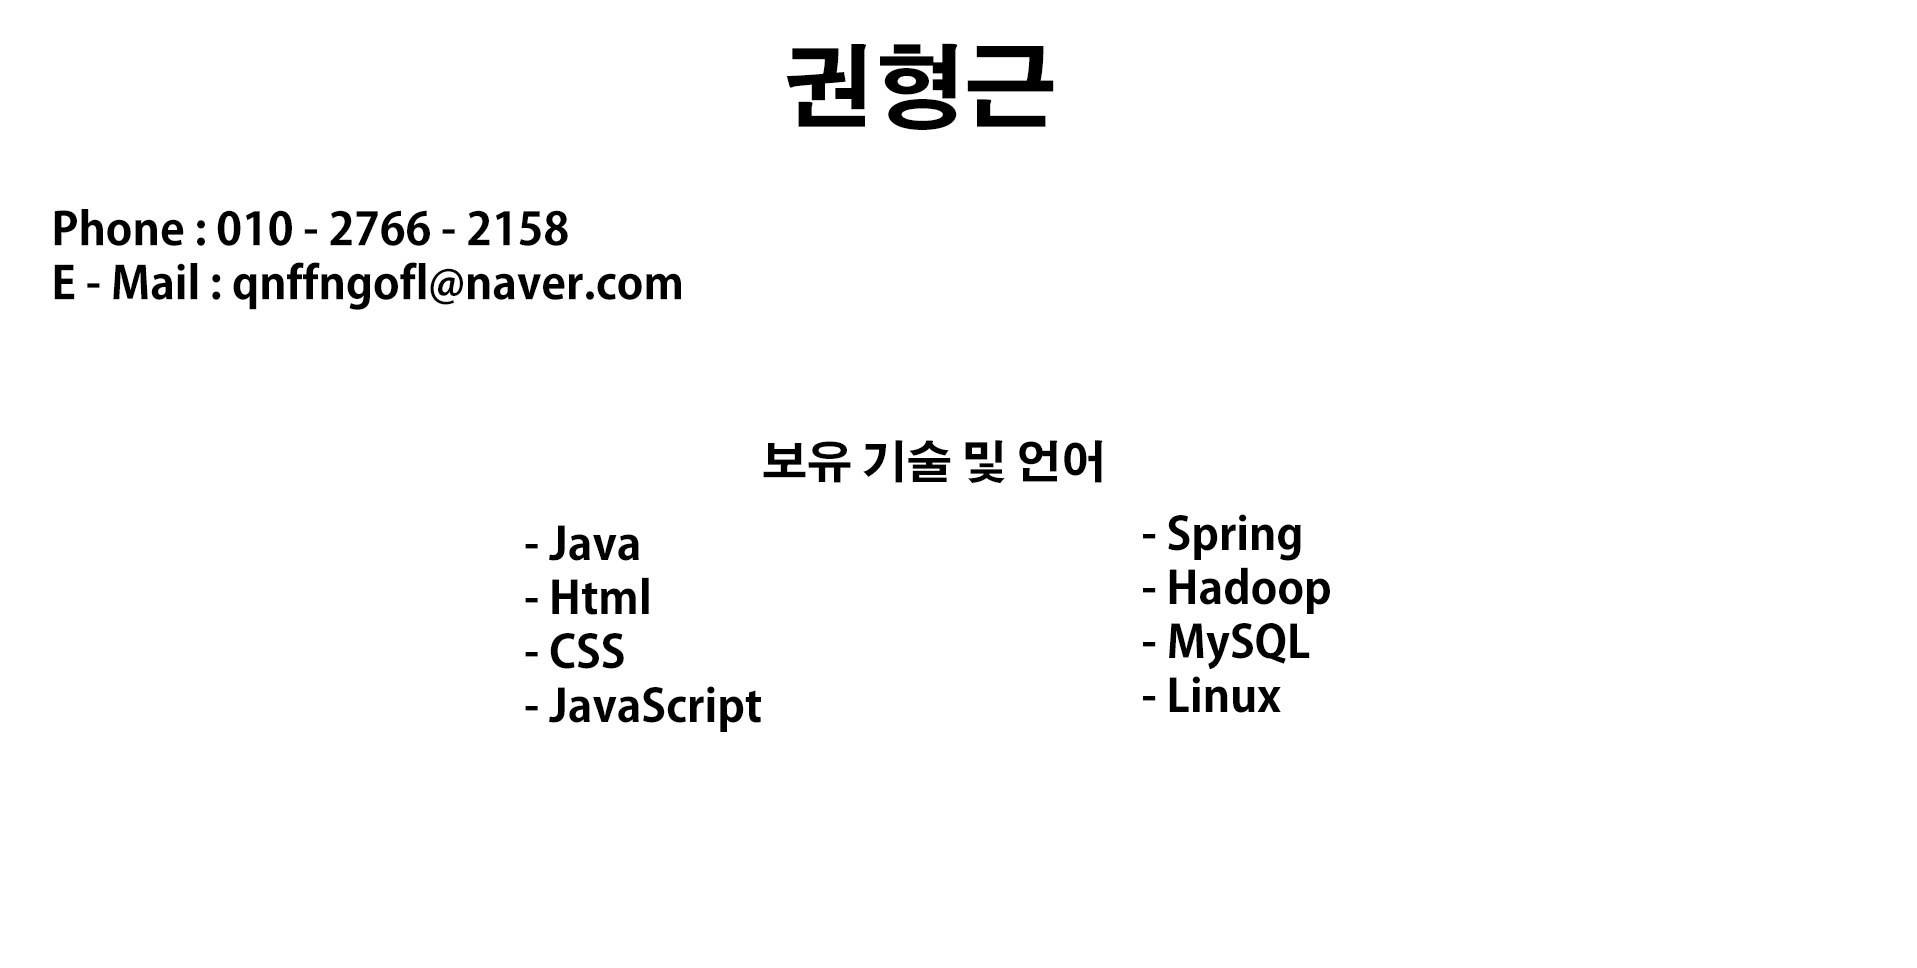 권형근
Phone : 010 - 2766 - 2158
E - Mail : qnffngofl@naver.com
보유 기술 및 언어
- Java
- Html
- CSS
- JavaScript
- Spring
- Hadoop
- MySQL
- Linux